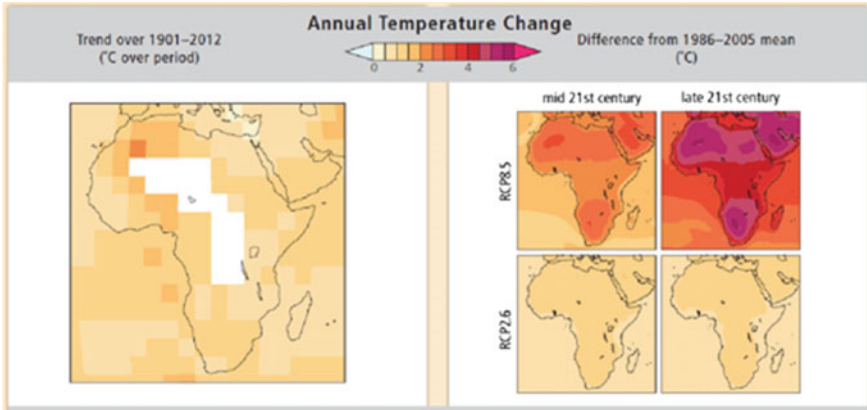 Annual Temperature Change
Trend over 1901–2012
(°C over period)
0 2 4 6
Difference from 1986–2005 mean
(°C)
mid 21st century
late 21st century
RCP8.5
RCP2.6